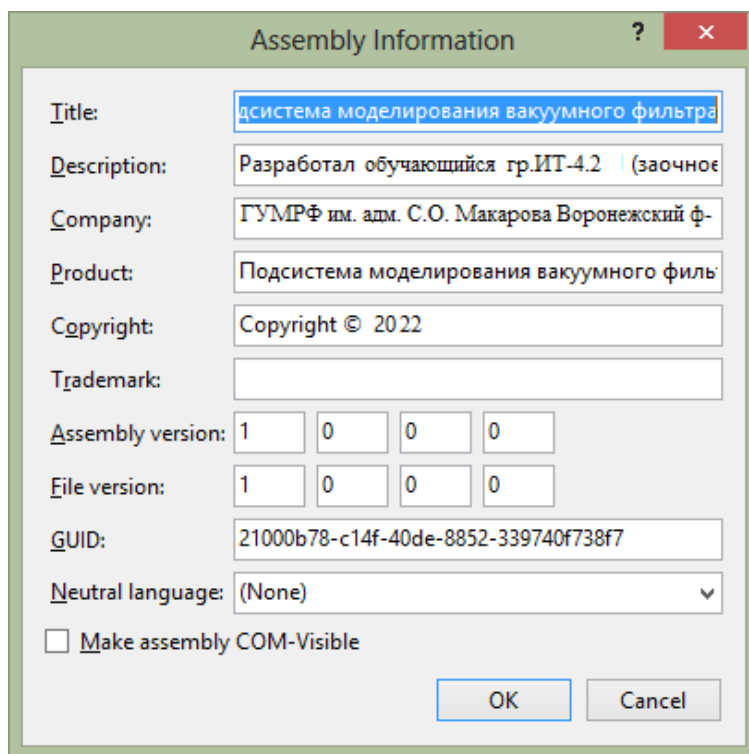 Assembly Information ?
Title: дсистема моделирования вакуумного фильтра
Description: Разработал обучающийся гр.ИТ-4.2 (заочное
Company: ГУМРФ им. адм. С.О. Макарова Воронежский ф-
Product: Подсистема моделирования вакуумного филь
Copyright: Copyright © 2022
Trademark:
Assembly version: 1 0 0 0
File version: 1 0 0 0
GUID: 21000b78-c14f-40de-8852-339740f738f7
Neutral language: (None)
Make assembly COM-Visible
OK Cancel